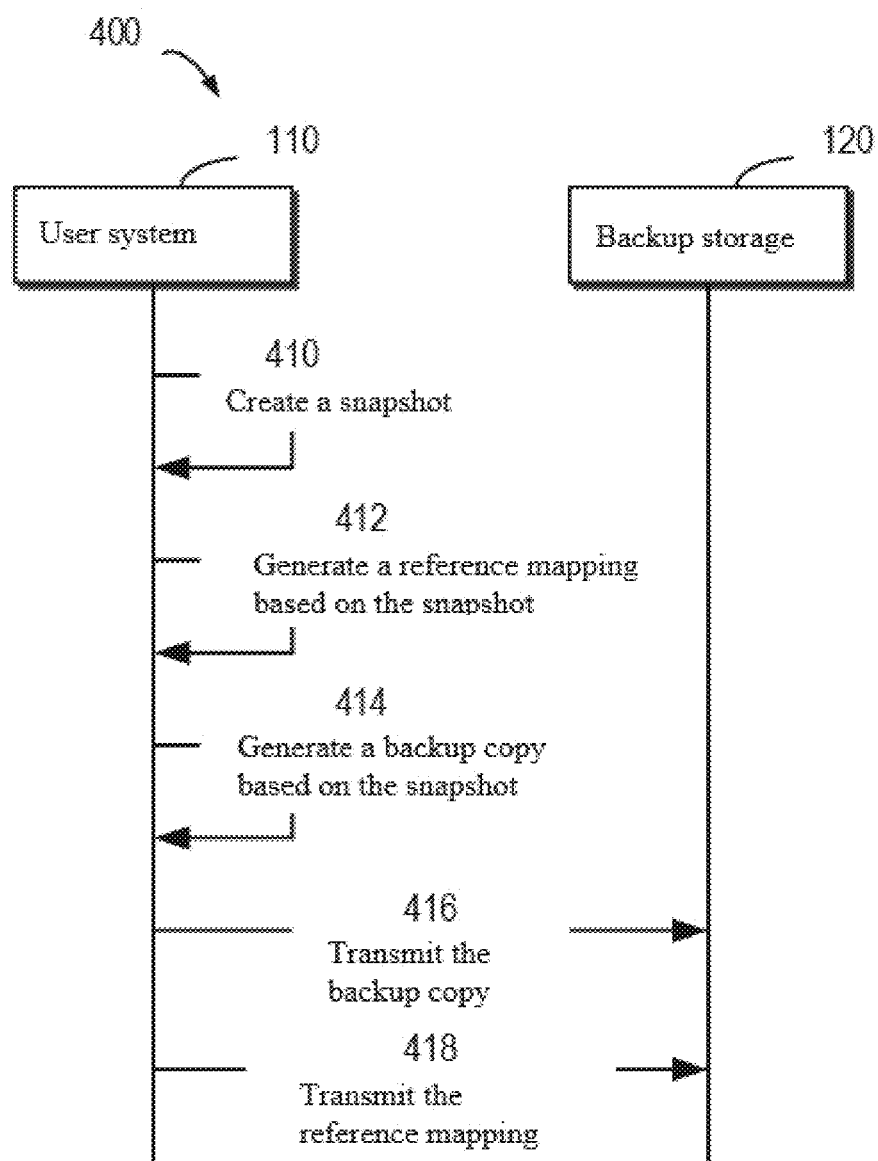 400
110
120
User system
Backup storage
410
Create a snapshot
412
Generate a reference mapping
based on the snapshot
414
Generate a backup copy
based on the snapshot
416
Transmit the
backup copy
418
Transmit the
reference mapping